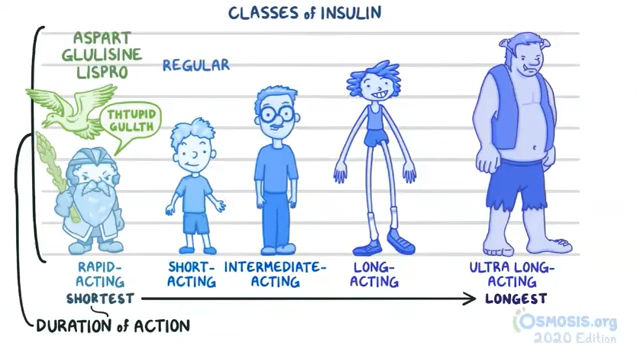 CLASSES of INSULIN
ASPART
GLULISINE
LISPRO
REGULAR
THTUPID
GULLTH
RAPID-
ACTING
SHORT-
ACTING
INTERMEDIATE-
ACTING
LONG-
ACTING
ULTRA LONG-
ACTING
SHORTEST
LONGEST
DURATION of ACTION
OSMOSIS.org
2020 Edition